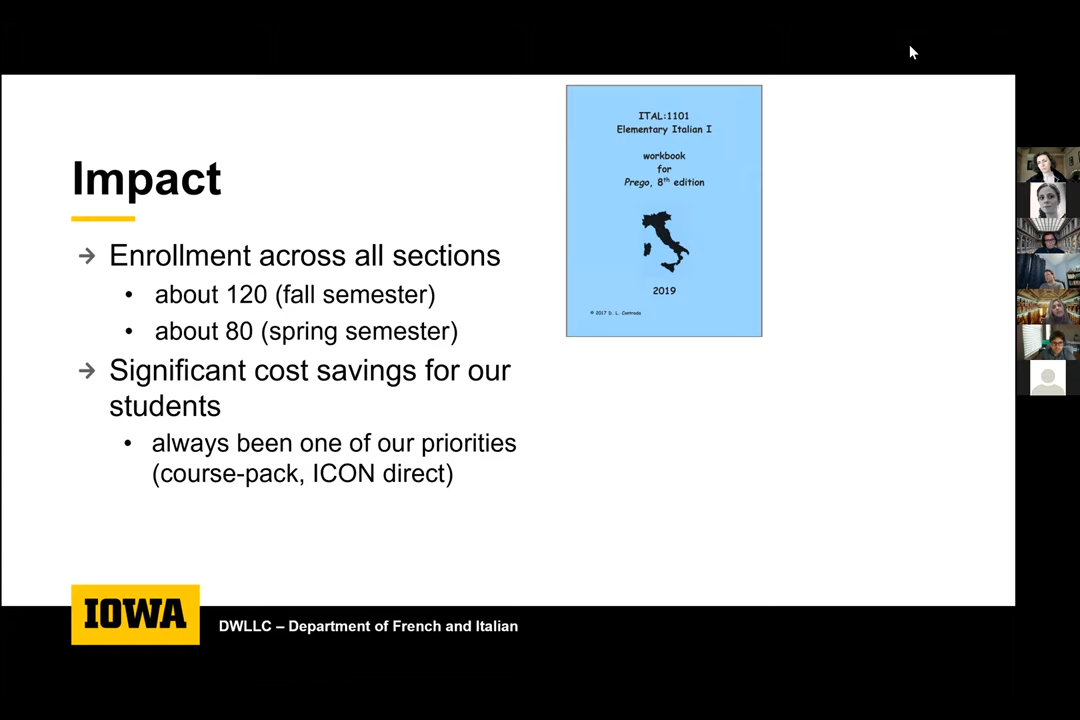 Impact
Enrollment across all sections
• about 120 (fall semester)
• about 80 (spring semester)
Significant cost savings for our
students
• always been one of our priorities
(course-pack, ICON direct)
ITAL:1101
Elementary Italian I
workbook
for
Prego, 8th edition
2019
© 2017 D. L. Contrada
IOWA
DWLLC – Department of French and Italian